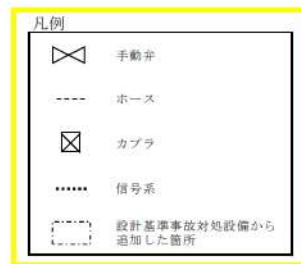 凡例
手動弁
ホース
カプラ
信号系
設計基準事故対処設備から
追加した箇所